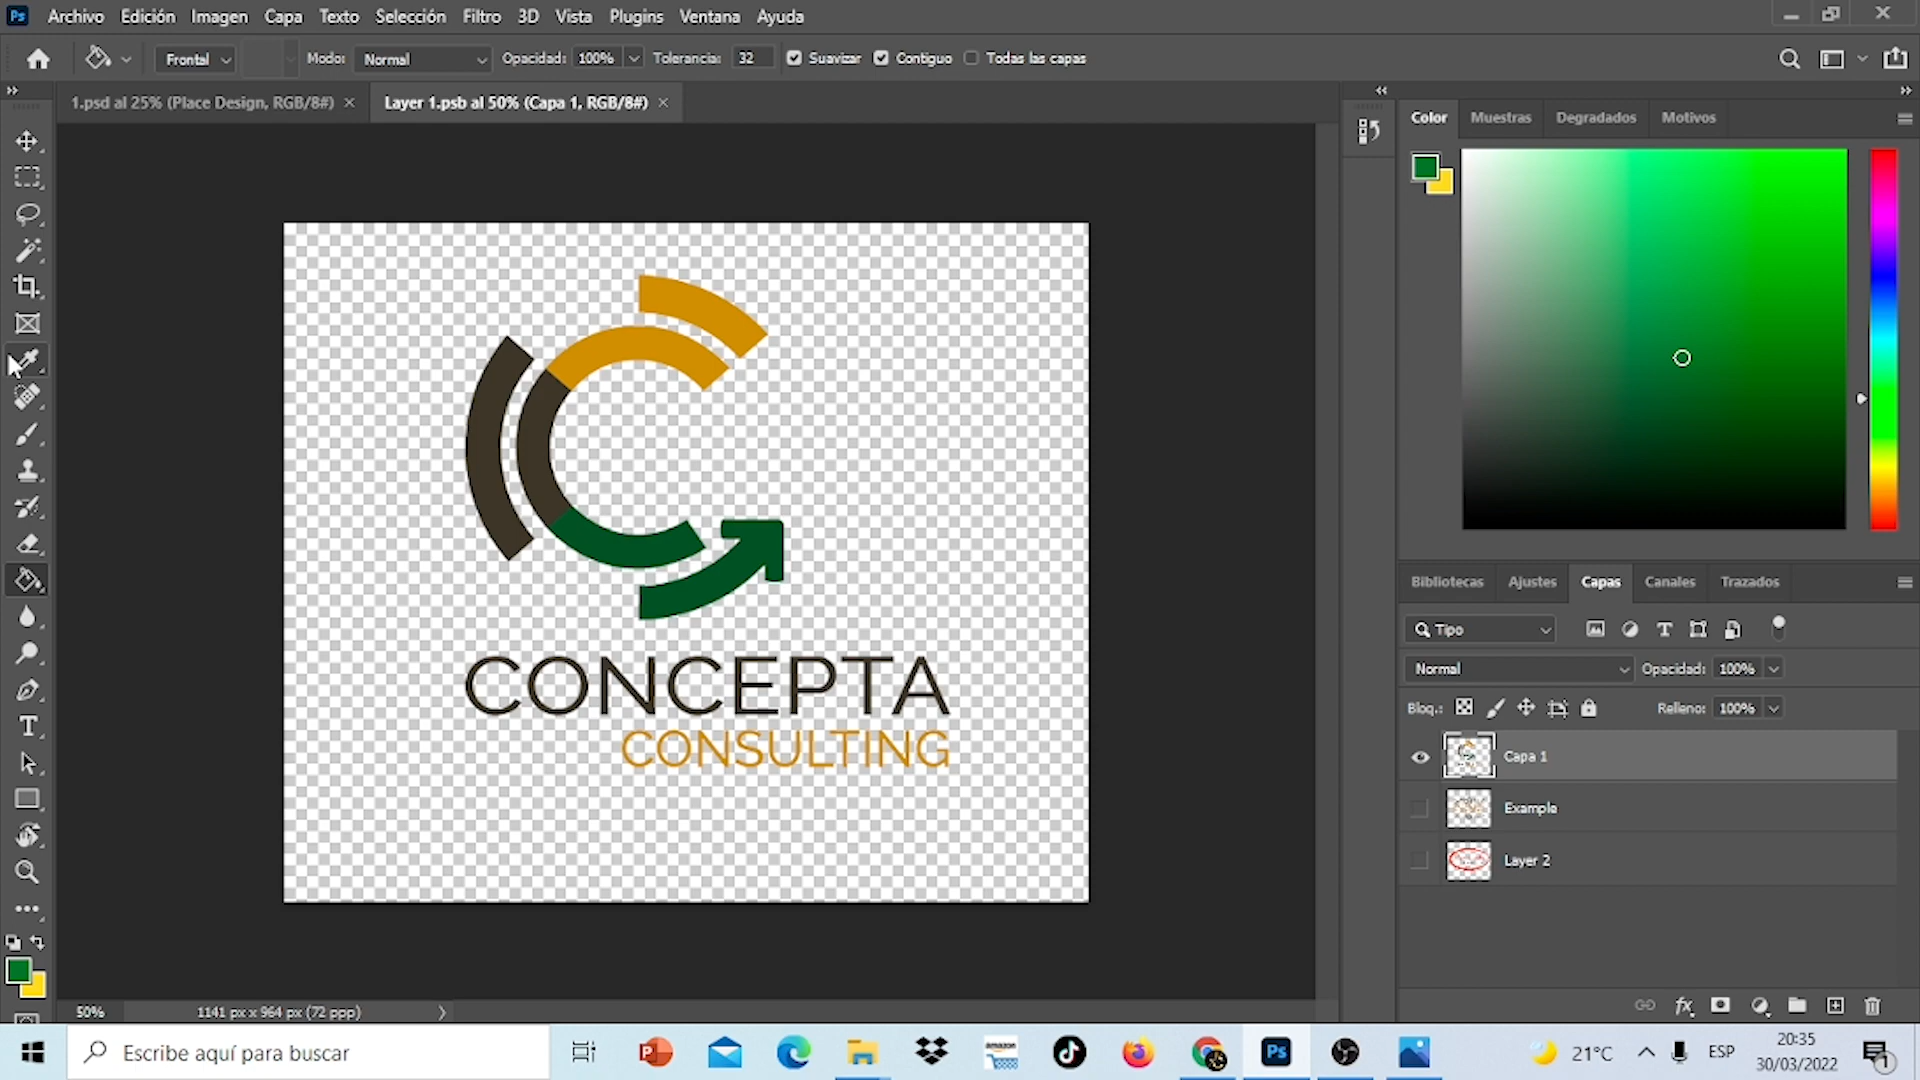 Ps Archivo Edición Imagen Capa Texto Selección Filtro 3D Vista Plugins Ventana Ayuda
Frontal Modo: Normal Opacidad: 100% Tolerancia: 32 Suavizar Contiguo Todas las capas
1.psd al 25% (Place Design, RGB/8#) × Layer 1.psb al 50% (Capa 1, RGB/8#) ×
Color Muestras Degradados Motivos
CONCEPTA
CONSULTING
Bibliotecas Ajustes Capas Canales Trazados
Tipo
Normal Opacidad: 100%
Bloq.: Relleno: 100%
Capa 1
Example
Layer 2
50% 1141 px x 964 px (72 ppp)
Escribe aquí para buscar
amazon
Ps
21°C
ESP
20:35
30/03/2022
1